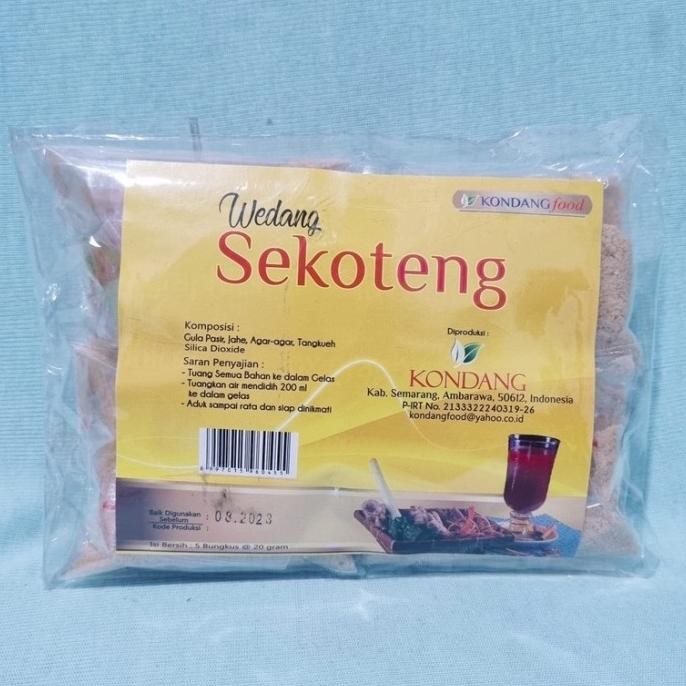 KONDANG food
Wedang
Sekoteng
Komposisi :
Gula Pasir, Jahe, Agar-agar, Tangkueh
Silica Dioxide
Saran Penyajian :
- Tuang Semua Bahan ke dalam Gelas
- Tuangkan air mendidih 200 ml
ke dalam gelas
- Aduk sampai rata dan siap dinikmati
Diproduksi :
KONDANG
Kab. Semarang, Ambarawa, 50612, Indonesia
P-IRT No. 2133322240319-26
kondangfood@yahoo.co.id
Baik Digunakan
Sebelum : 08.2023
Kode Produksi :
Isi Bersih : 5 Bungkus @ 20 gram